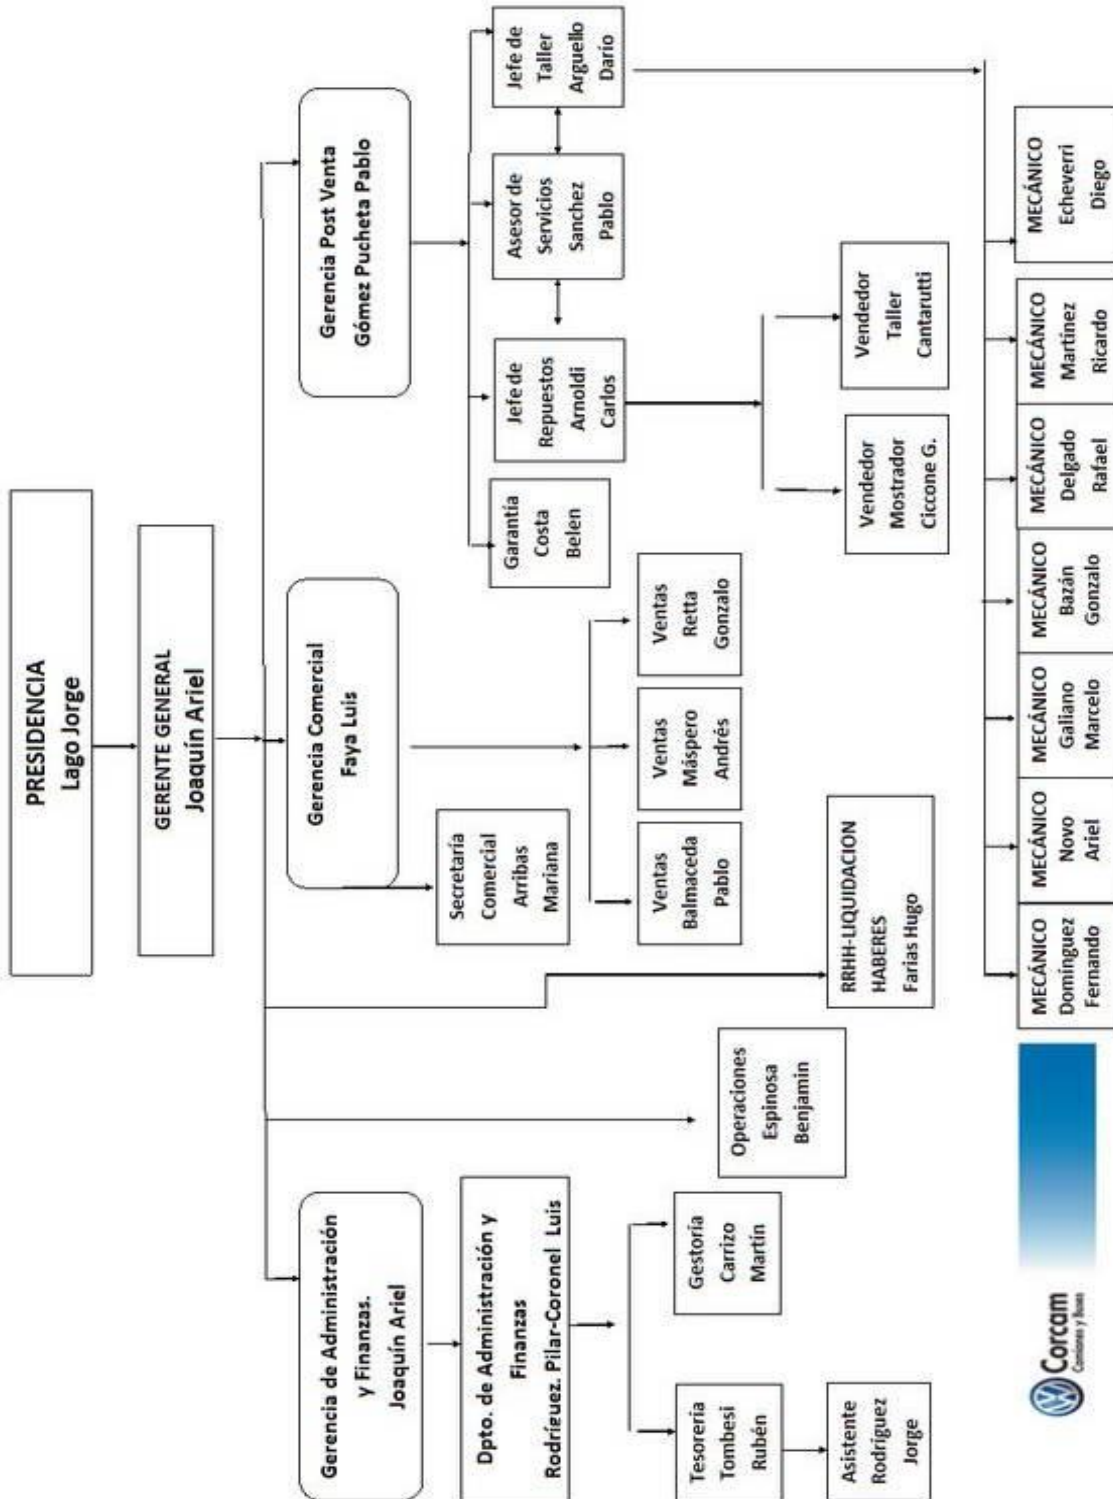 PRESIDENCIA
Lago Jorge
GERENTE GENERAL
Joaquín Ariel
Gerencia de Administración
y Finanzas.
Joaquín Ariel
Gerencia Comercial
Faya Luis
Gerencia Post Venta
Gómez Pucheta Pablo
Dpto. de Administración y
Finanzas
Rodríguez. Pilar-Coronel Luis
Secretaría
Comercial
Arribas
Mariana
Garantía
Costa
Belen
Jefe de
Repuestos
Arnoldi
Carlos
Asesor de
Servicios
Sanchez
Pablo
Jefe de
Taller
Arguello
Darío
Tesoreria
Tombesi
Rubén
Gestoría
Carrizo
Martín
Operaciones
Espinosa
Benjamin
Ventas
Balmaceda
Pablo
Ventas
Máspero
Andrés
Ventas
Retta
Gonzalo
Asistente
Rodríguez
Jorge
RRHH-LIQUIDACION
HABERES
Farias Hugo
Vendedor
Mostrador
Ciccone G.
Vendedor
Taller
Cantarutti
MECÁNICO
Domínguez
Fernando
MECÁNICO
Novo
Ariel
MECÁNICO
Galiano
Marcelo
MECÁNICO
Bazán
Gonzalo
MECÁNICO
Delgado
Rafael
MECÁNICO
Martínez
Ricardo
MECÁNICO
Echeverri
Diego
Corcam
Camiones y Buses